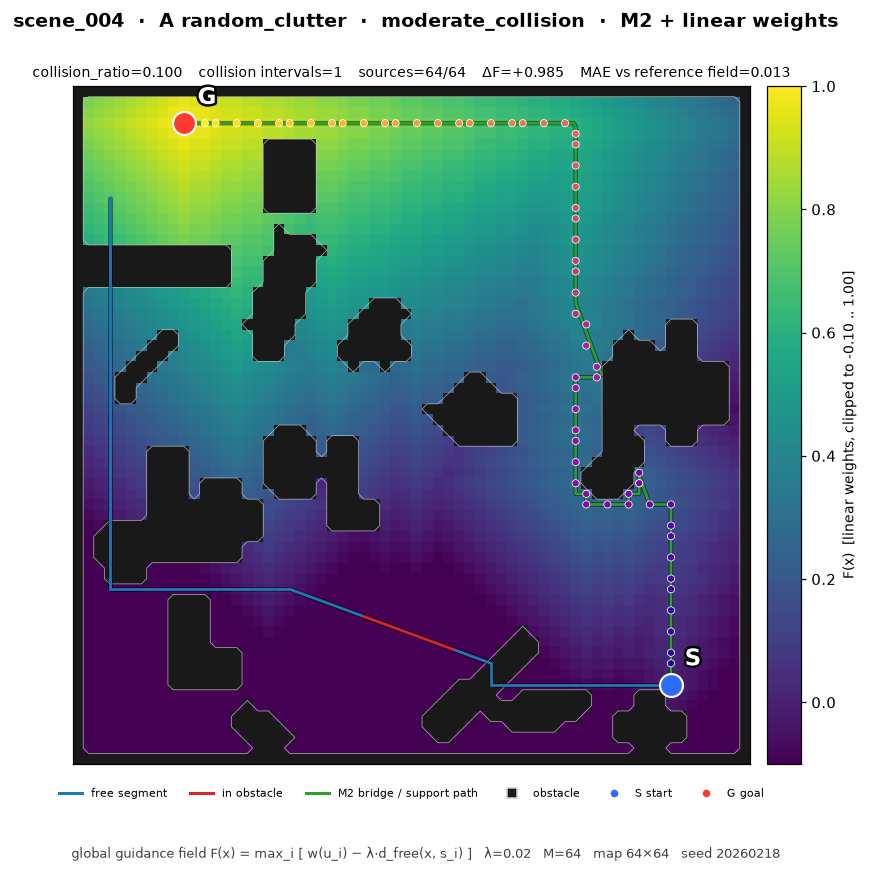 scene_004 · A random_clutter · moderate_collision · M2 + linear weights
collision_ratio=0.100 collision intervals=1 sources=64/64 ΔF=+0.985 MAE vs reference field=0.013
G
S
1.0
0.8
0.6
0.4
0.2
0.0
F(x) [linear weights, clipped to -0.10 .. 1.00]
free segment
in obstacle
M2 bridge / support path
obstacle
S start
G goal
global guidance field F(x) = max_i [ w(u_i) − λ·d_free(x, s_i) ] λ=0.02 M=64 map 64×64 seed 20260218